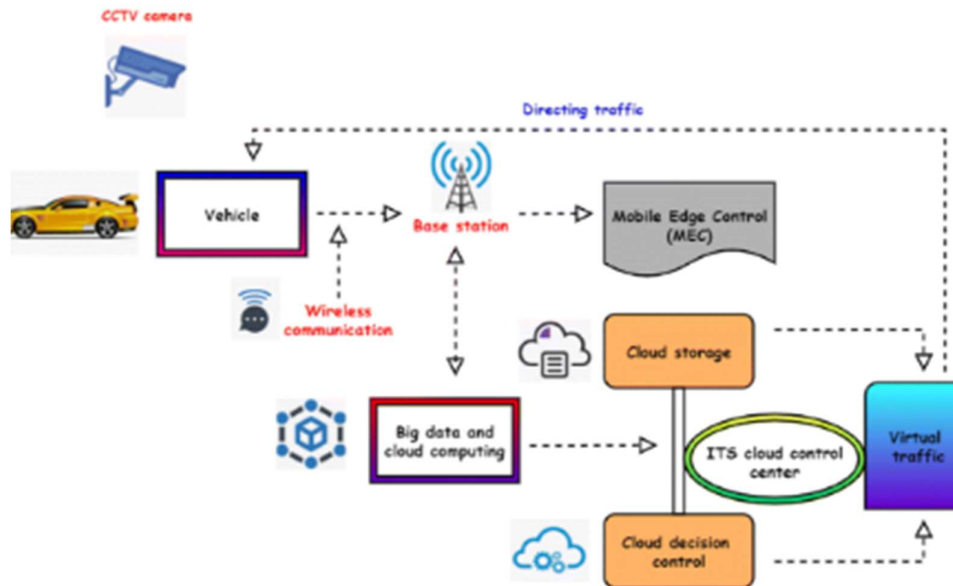 CCTV camera
Directing traffic
Vehicle
Base station
Mobile Edge Control
(MEC)
Wireless
communication
Cloud storage
Big data and
cloud computing
ITS cloud control
center
Virtual
traffic
Cloud decision
control